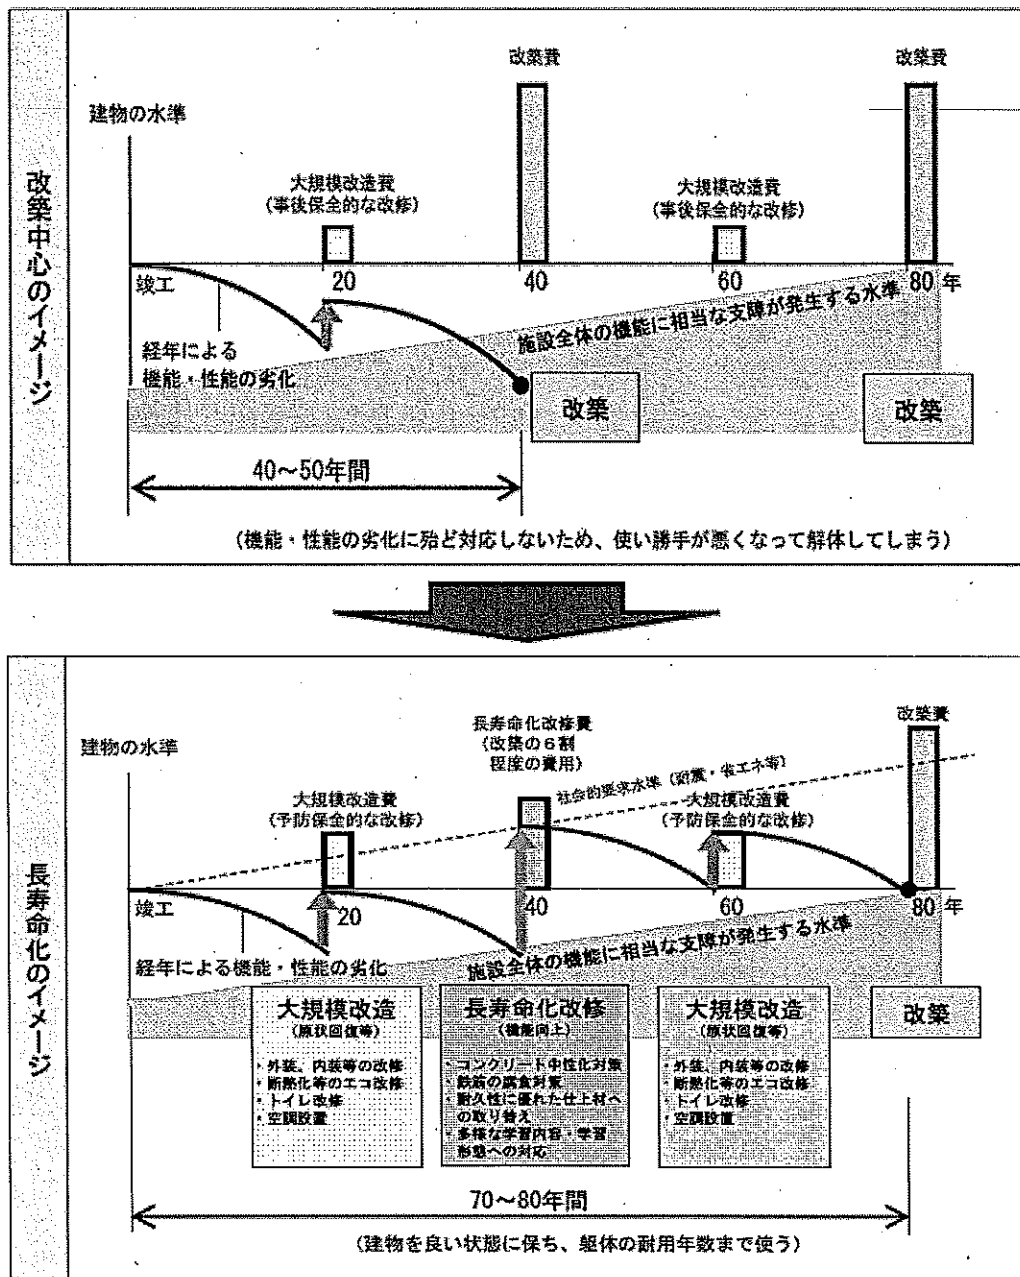 改築中心のイメージ
改築費
改築費
建物の水準
大規模改造費
(事後保全的な改修)
大規模改造費
(事後保全的な改修)
竣工
20
40
60
80 年
経年による
機能・性能の劣化
施設全体の機能に相当な支障が発生する水準
改築
改築
40～50年間
(機能・性能の劣化に殆ど対応しないため、使い勝手が悪くなって解体してしまう)
長寿命化のイメージ
長寿命化改修費
(改築の6割
程度の費用)
改築費
建物の水準
社会的要求水準(耐震・省エネ等)
大規模改造費
(予防保全的な改修)
大規模改造費
(予防保全的な改修)
竣工
20
40
60
80 年
経年による機能・性能の劣化
施設全体の機能に相当な支障が発生する水準
大規模改造
(原状回復等)
・外装、内装等の改修
・断熱化等のエコ改修
・トイレ改修
・空調設置
長寿命化改修
(機能向上)
・コンクリート中性化対策
・鉄筋の腐食対策
・耐久性に優れた仕上材へ
の取り替え
・多様な学習内容・学習
形態への対応
大規模改造
(原状回復等)
・外装、内装等の改修
・断熱化等のエコ改修
・トイレ改修
・空調設置
改築
70～80年間
(建物を良い状態に保ち、躯体の耐用年数まで使う)